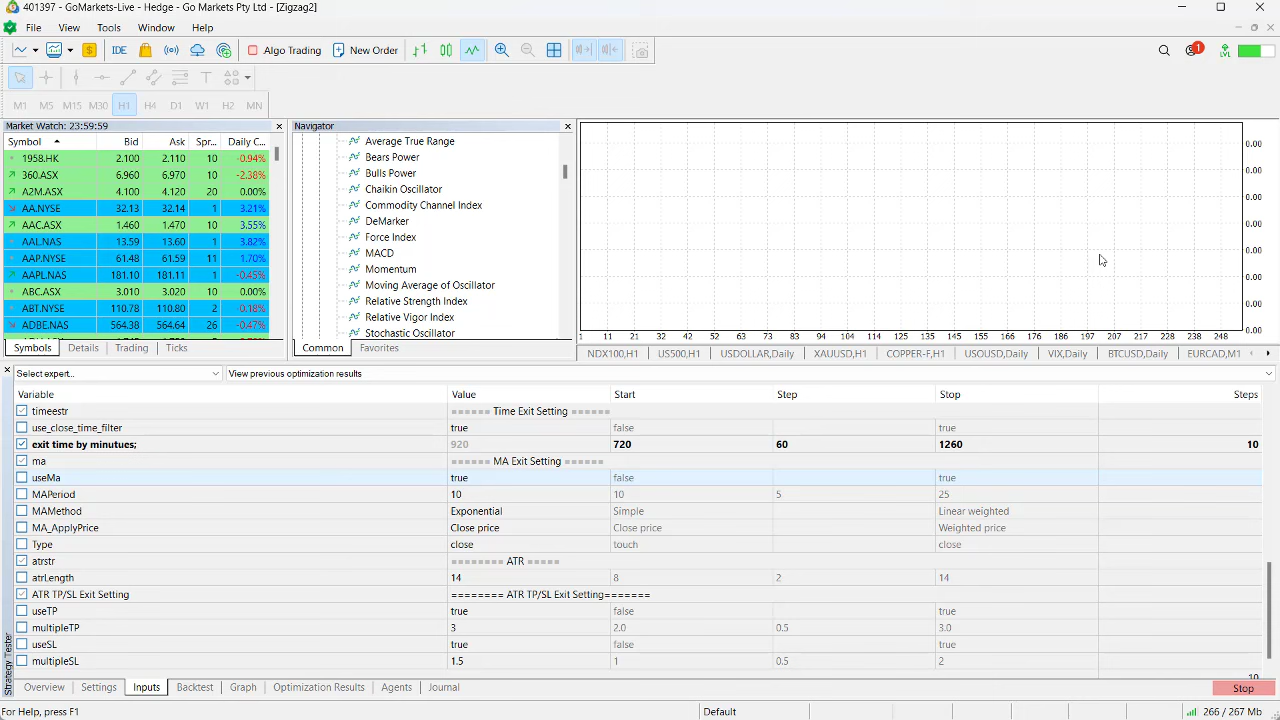 401397 - GoMarkets-Live - Hedge - Go Markets Pty Ltd - [Zigzag2]
File View Tools Window Help
IDE Algo Trading New Order 1 LVL
M1 M5 M15 M30 H1 H4 D1 W1 H2 MN
Market Watch: 23:59:59
Symbol Bid Ask Spr... Daily C...
1958.HK 2.100 2.110 10 -0.94%
360.ASX 6.960 6.970 10 -2.38%
A2M.ASX 4.100 4.120 20 0.00%
AA.NYSE 32.13 32.14 1 3.21%
AAC.ASX 1.460 1.470 10 3.55%
AAL.NAS 13.59 13.60 1 3.82%
AAP.NYSE 61.48 61.59 11 1.70%
AAPL.NAS 181.10 181.11 1 -0.45%
ABC.ASX 3.010 3.020 10 0.00%
ABT.NYSE 110.78 110.80 2 -0.18%
ADBE.NAS 564.38 564.64 26 -0.47%
Symbols Details Trading Ticks
Navigator
Average True Range
Bears Power
Bulls Power
Chaikin Oscillator
Commodity Channel Index
DeMarker
Force Index
MACD
Momentum
Moving Average of Oscillator
Relative Strength Index
Relative Vigor Index
Stochastic Oscillator
Common Favorites
0.00
0.00
0.00
0.00
0.00
0.00
0.00
0.00
1 11 21 32 42 52 63 73 83 94 104 114 125 135 145 155 166 176 186 197 207 217 228 238 248
NDX100,H1 US500,H1 USDOLLAR,Daily XAUUSD,H1 COPPER-F,H1 USOUSD,Daily VIX,Daily BTCUSD,Daily EURCAD,M1
Select expert... View previous optimization results
Variable Value Start Step Stop Steps
timeestr ====== Time Exit Setting ======
use_close_time_filter true false true
exit time by minutues; 920 720 60 1260 10
ma ====== MA Exit Setting ======
useMa true false true
MAPeriod 10 10 5 25
MAMethod Exponential Simple Linear weighted
MA_ApplyPrice Close price Close price Weighted price
Type close touch close
atrstr ======== ATR =====
atrLength 14 8 2 14
ATR TP/SL Exit Setting ======== ATR TP/SL Exit Setting=======
useTP true false true
multipleTP 3 2.0 0.5 3.0
useSL true false true
multipleSL 1.5 1 0.5 2
10
Strategy Tester
Overview Settings Inputs Backtest Graph Optimization Results Agents Journal Stop
For Help, press F1 Default 266 / 267 Mb